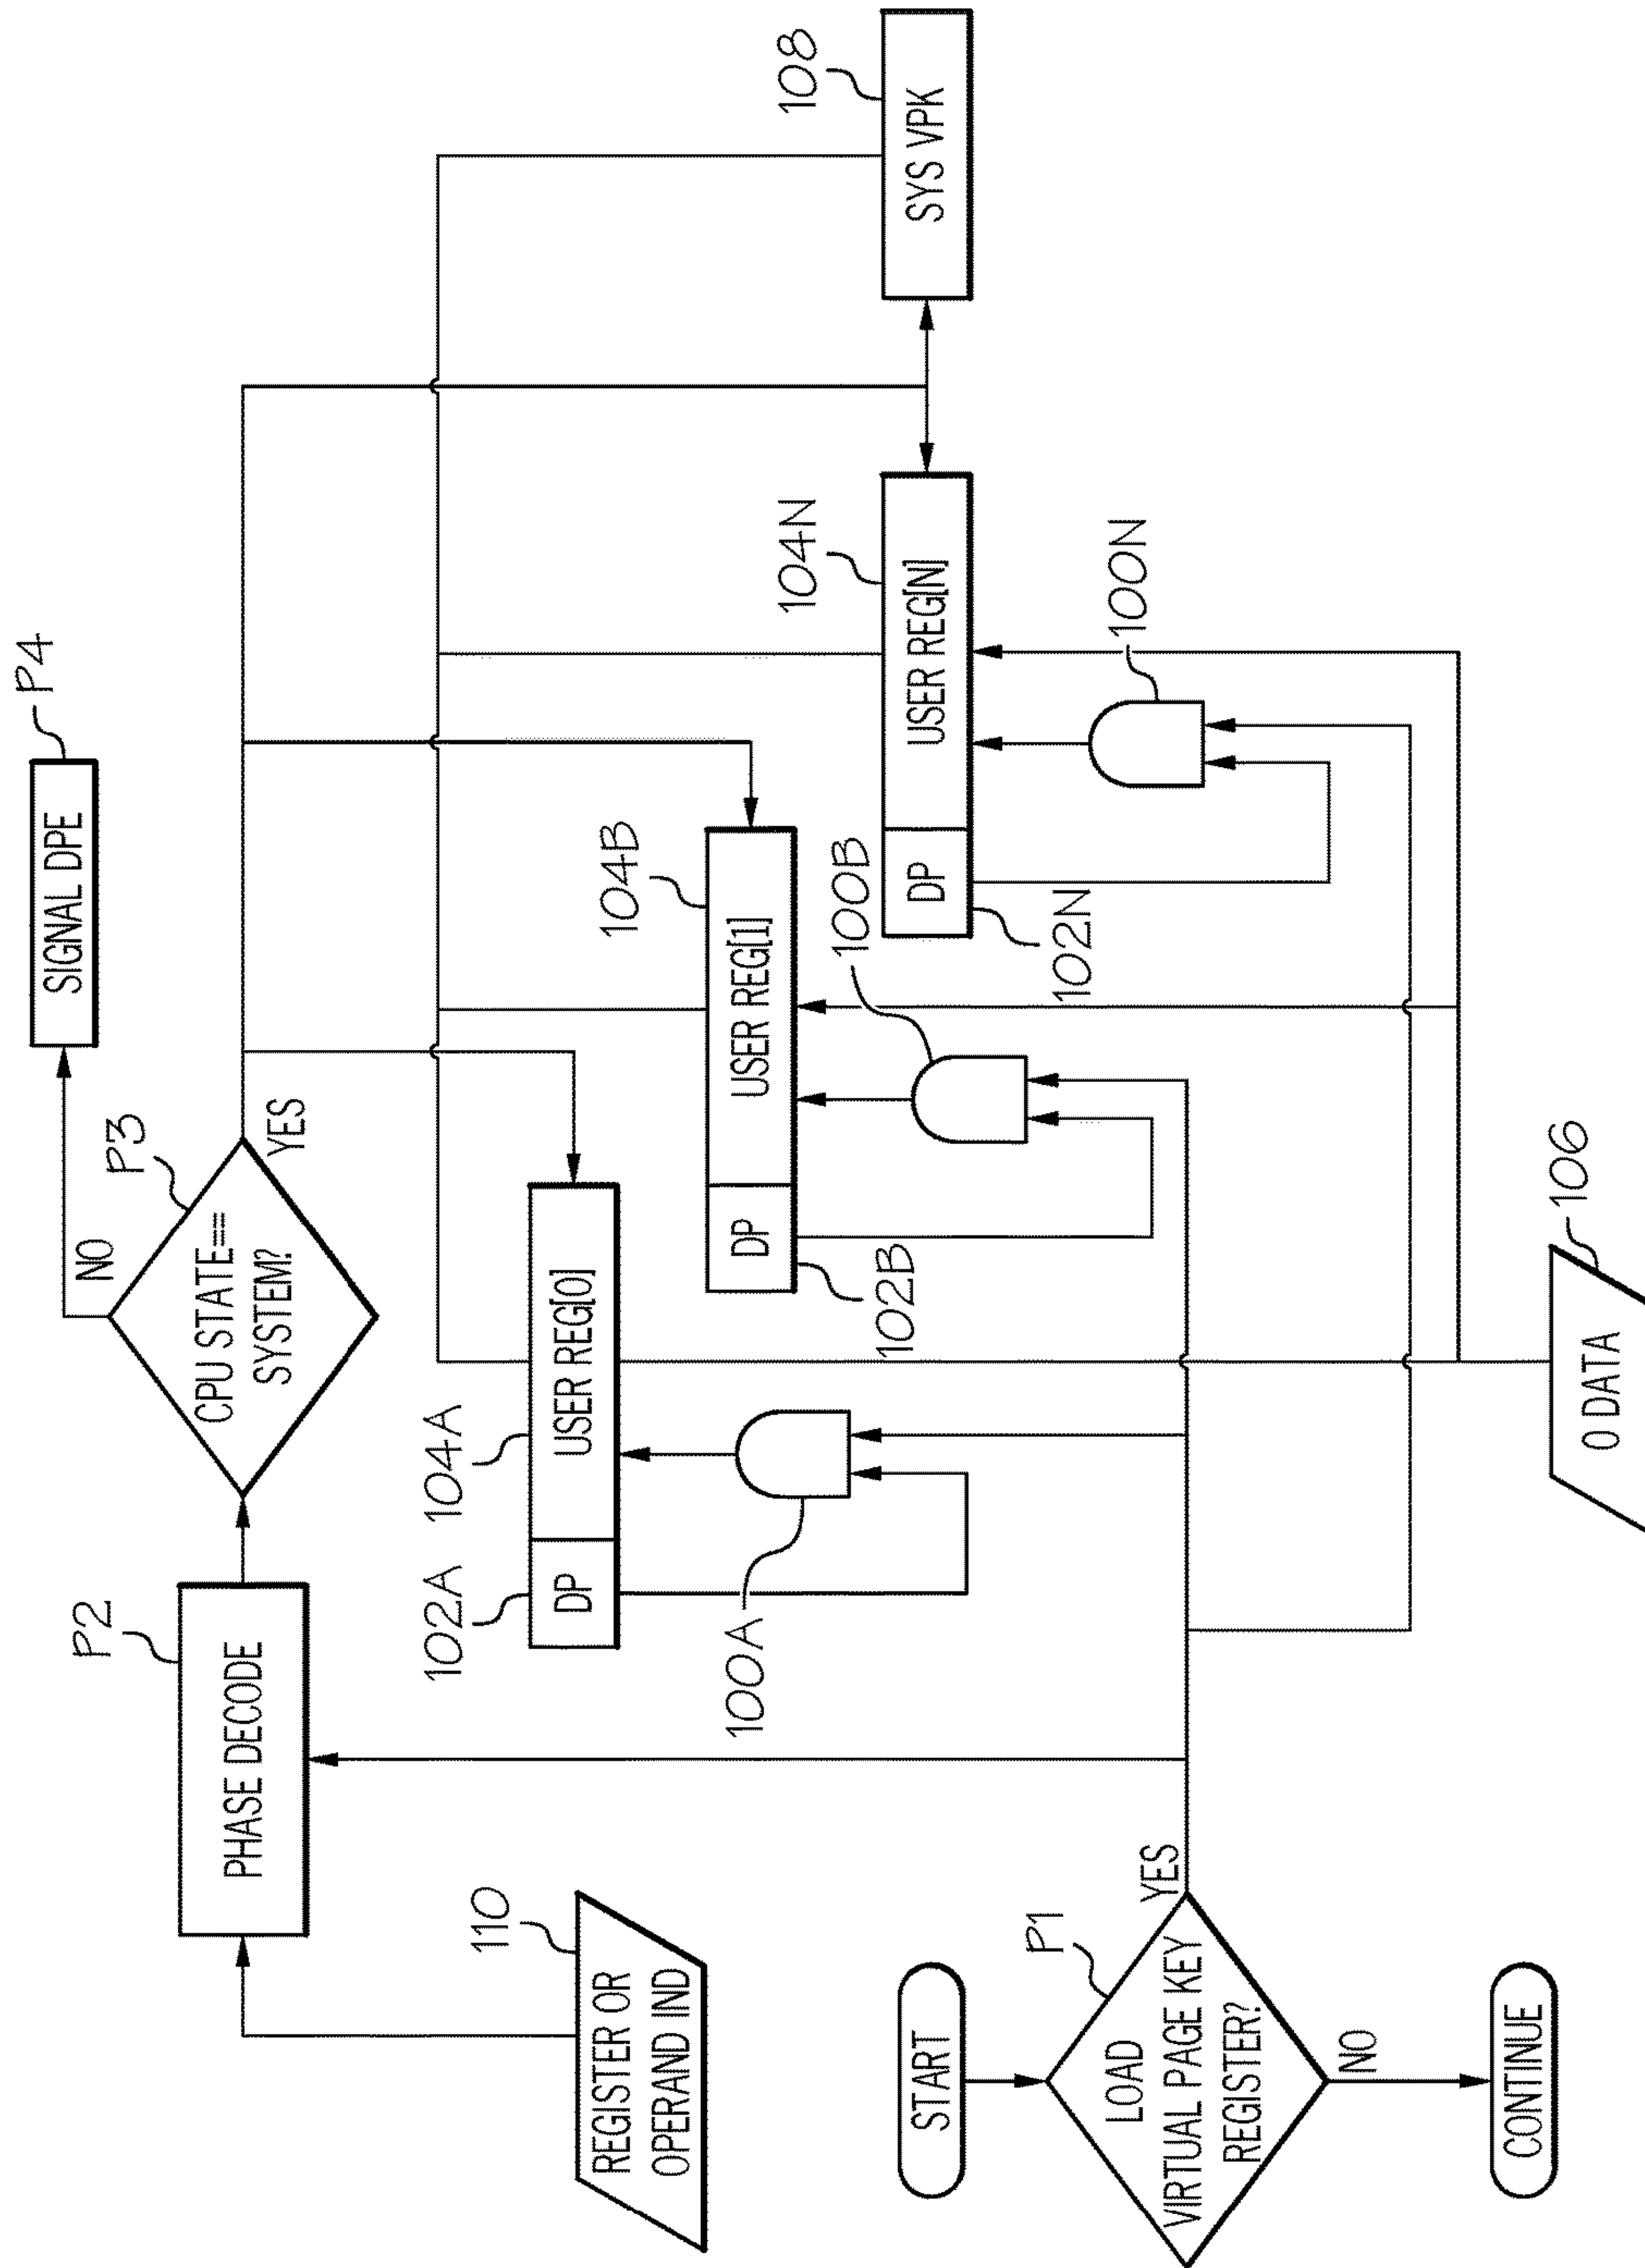 START
P1
LOAD
VIRTUAL PAGE KEY
REGISTER?
YES
NO
CONTINUE
110
REGISTER OR
OPERAND IND
P2
PHASE DECODE
P3
CPU STATE==
SYSTEM?
NO
YES
P4
SIGNAL DPE
102A
104A
DP
USER REG[0]
100A
104B
DP
USER REG[1]
102B
100B
104N
DP
USER REG[N]
102N
100N
108
SYS VPK
106
0 DATA